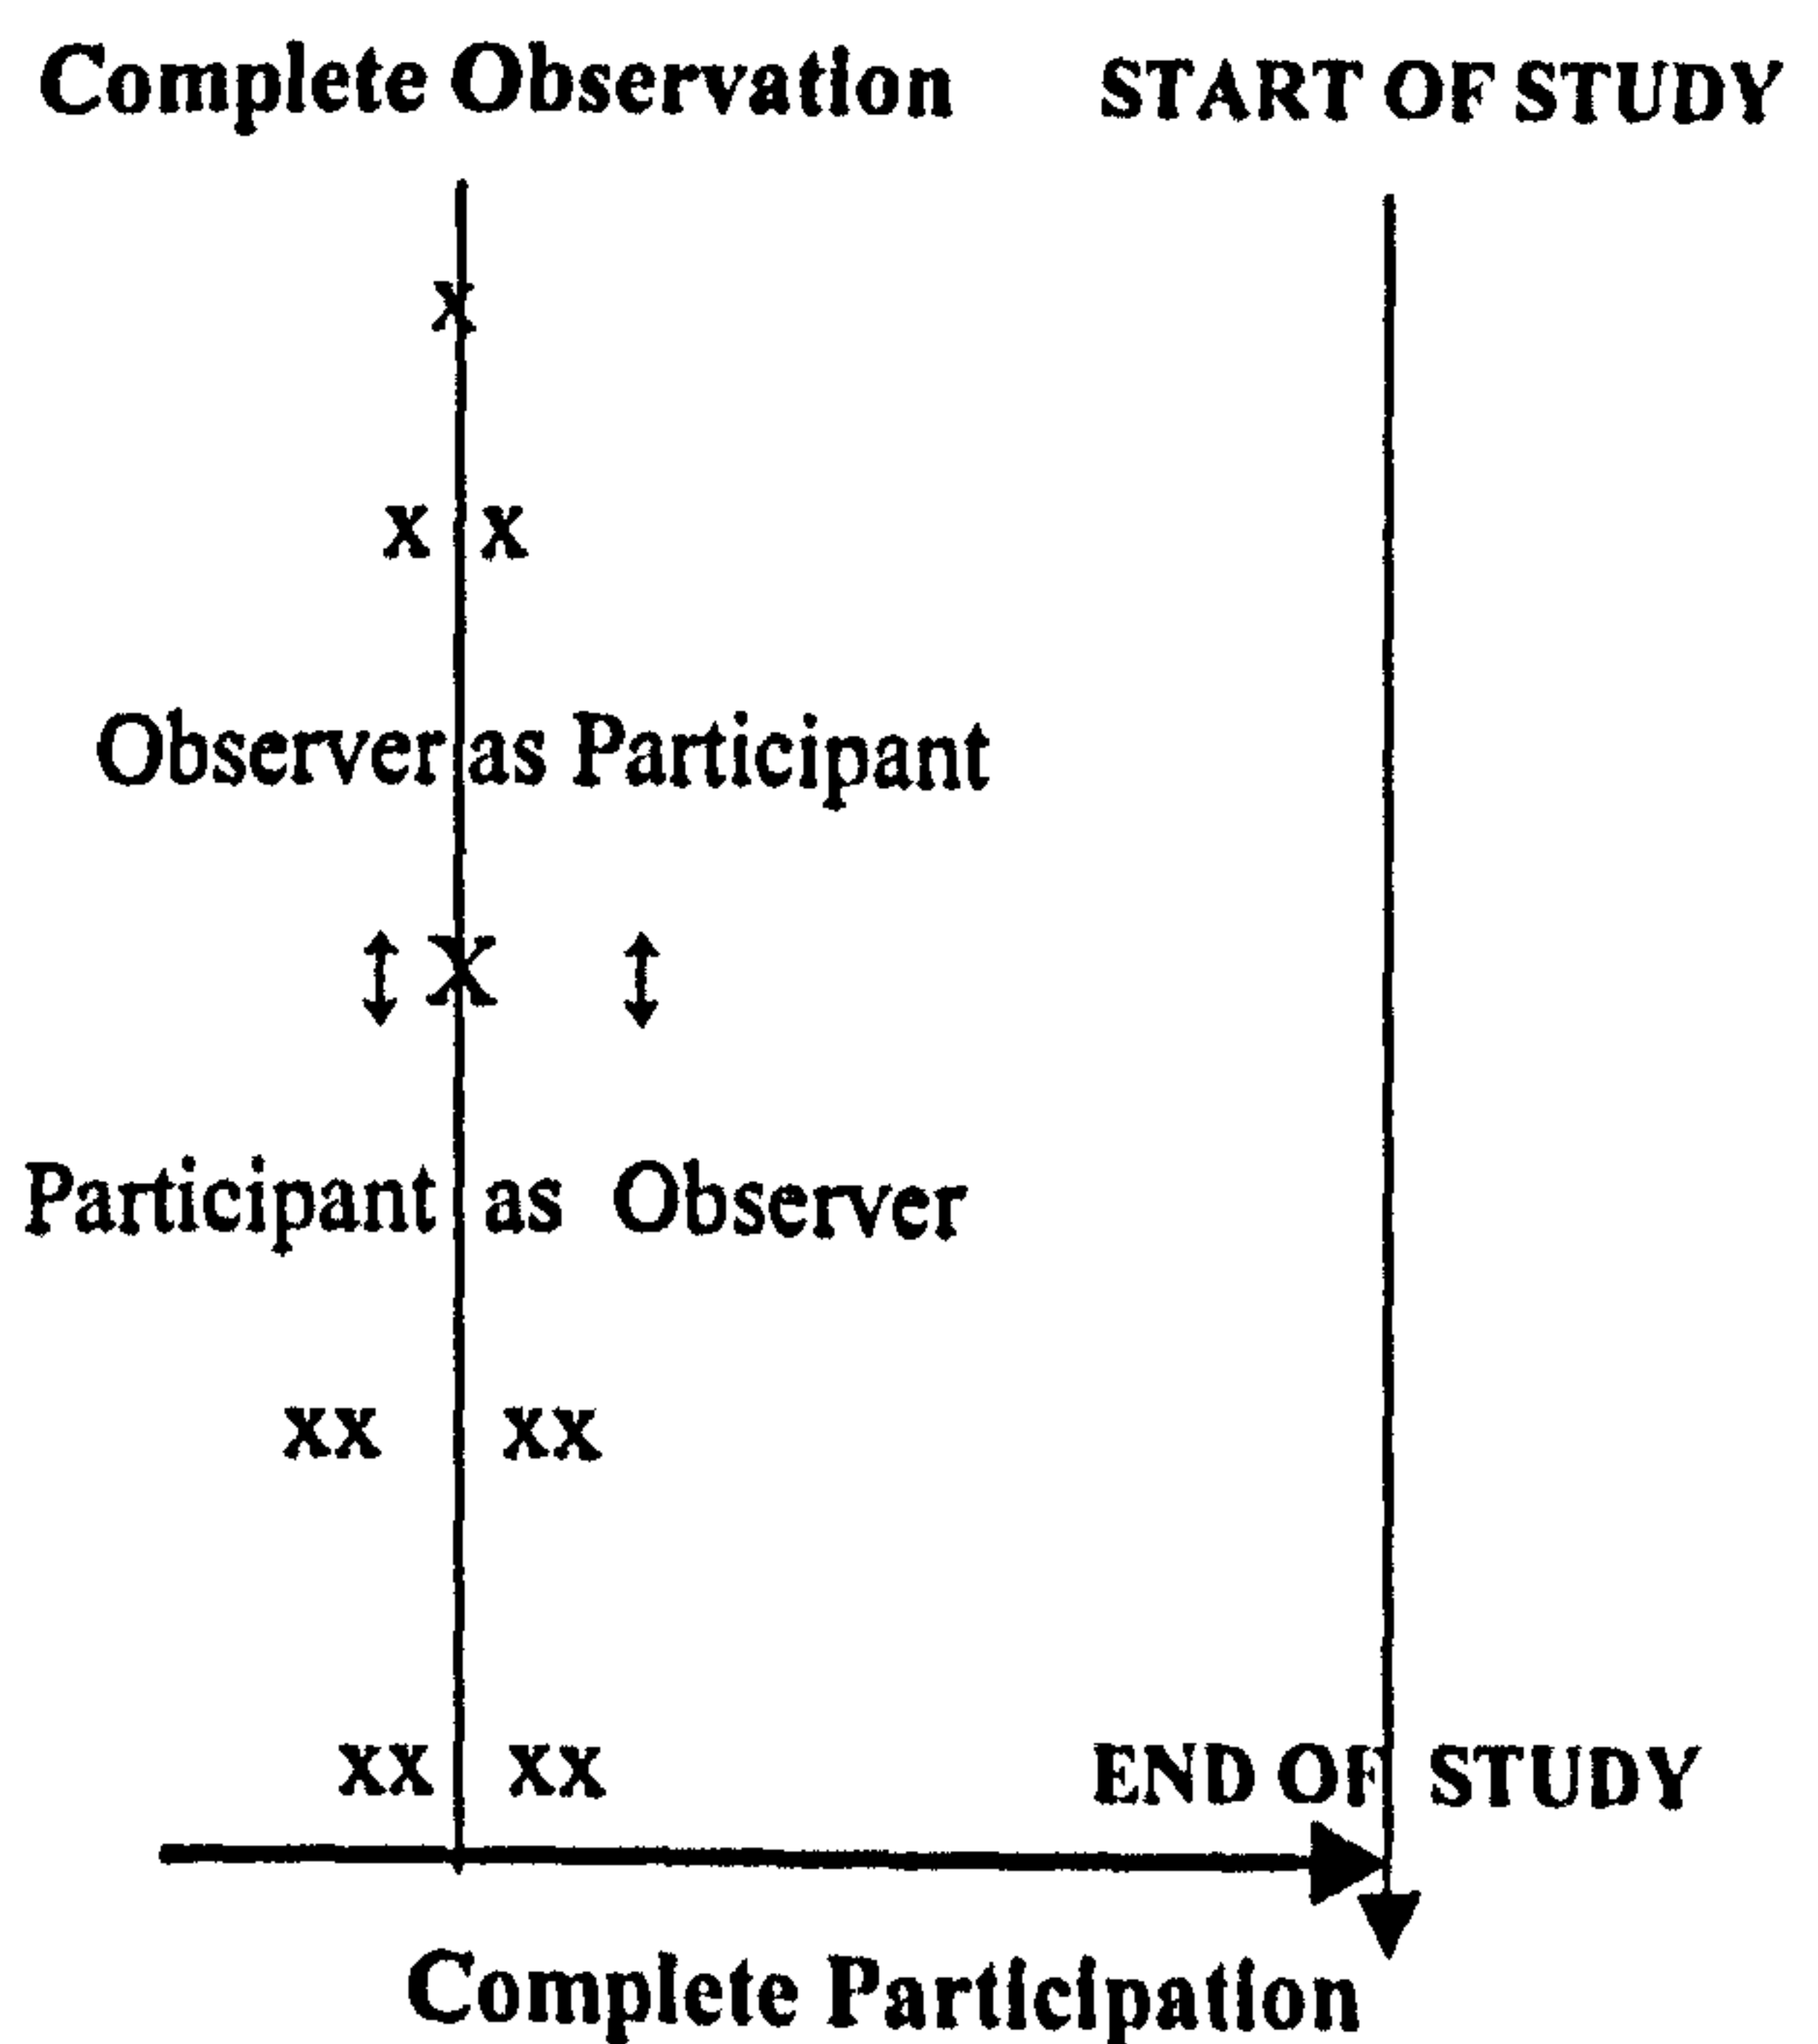 Complete Observation START OF STUDY
x
x x
Observer as Participant
X
Participant as Observer
xx xx
xx xx END OF STUDY
Complete Participation